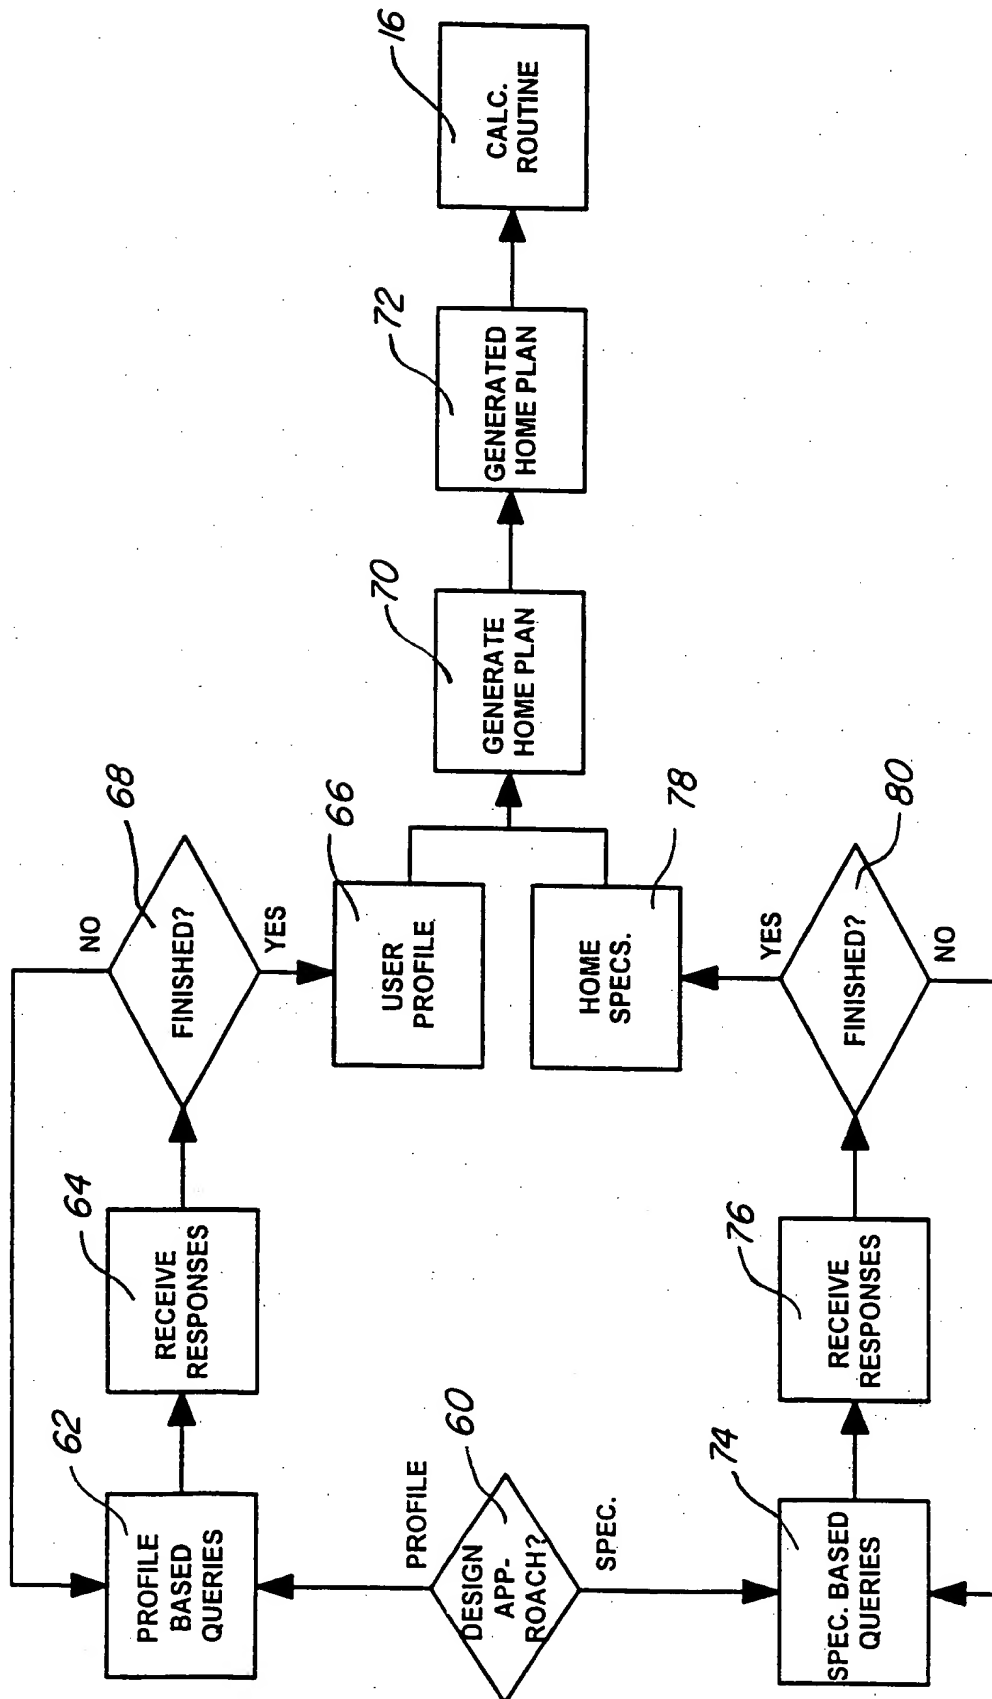 62
PROFILE
BASED
QUERIES
64
RECEIVE
RESPONSES
68
FINISHED?
NO
YES
66
USER
PROFILE
PROFILE
60
DESIGN
APP-
ROACH?
SPEC.
70
GENERATE
HOME PLAN
72
GENERATED
HOME PLAN
16
CALC.
ROUTINE
78
HOME
SPECS.
74
SPEC. BASED
QUERIES
76
RECEIVE
RESPONSES
80
FINISHED?
YES
NO